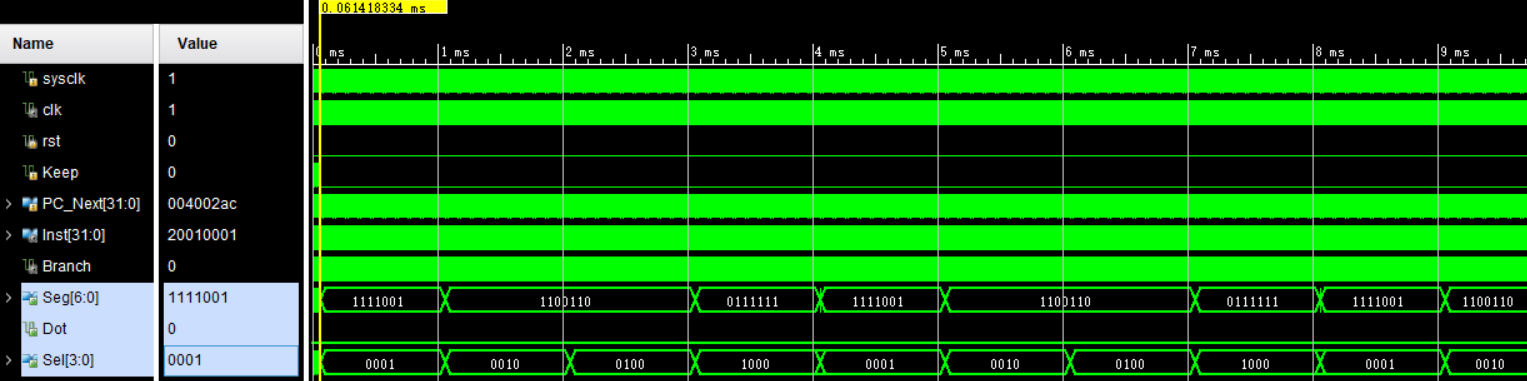 0.061418334 ms
Name Value
0 ms 1 ms 2 ms 3 ms 4 ms 5 ms 6 ms 7 ms 8 ms 9 ms
sysclk 1
clk 1
rst 0
Keep 0
PC_Next[31:0] 004002ac
Inst[31:0] 20010001
Branch 0
Seg[6:0] 1111001 1111001 1100110 0111111 1111001 1100110 0111111 1111001 1100110
Dot 0
Sel[3:0] 0001 0001 0010 0100 1000 0001 0010 0100 1000 0001 0010